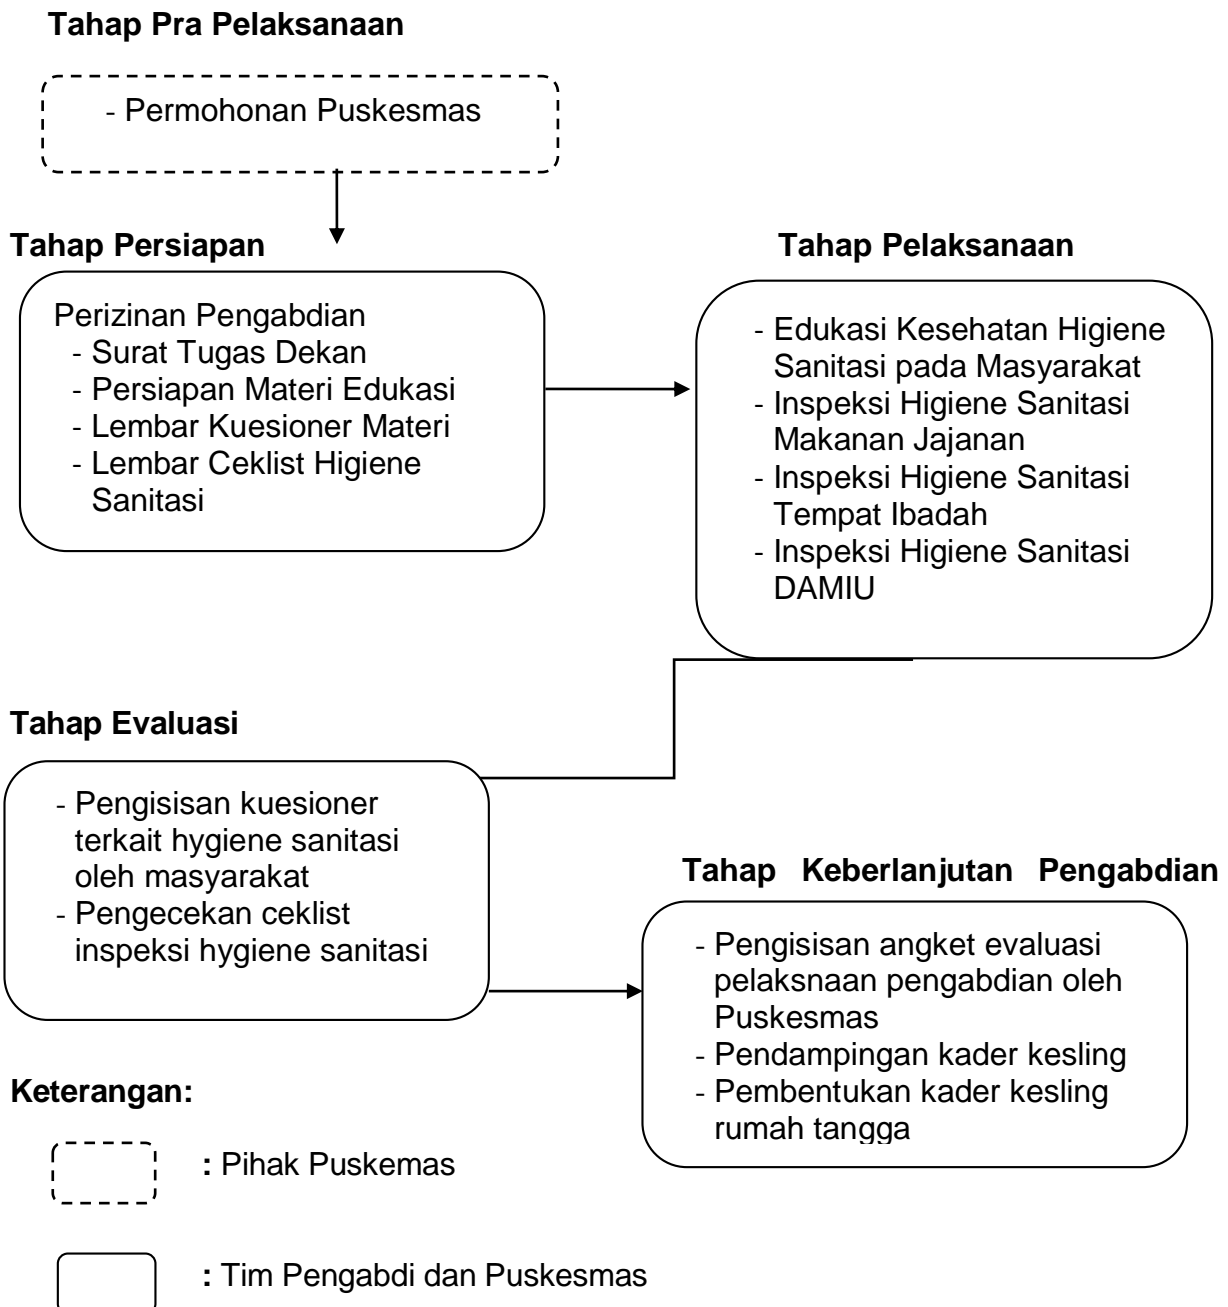 Tahap Pra Pelaksanaan
- Permohonan Puskesmas
Tahap Persiapan
Perizinan Pengabdian
- Surat Tugas Dekan
- Persiapan Materi Edukasi
- Lembar Kuesioner Materi
- Lembar Ceklist Higiene
Sanitasi
Tahap Pelaksanaan
- Edukasi Kesehatan Higiene
Sanitasi pada Masyarakat
- Inspeksi Higiene Sanitasi
Makanan Jajanan
- Inspeksi Higiene Sanitasi
Tempat Ibadah
- Inspeksi Higiene Sanitasi
DAMIU
Tahap Evaluasi
- Pengisisan kuesioner
terkait hygiene sanitasi
oleh masyarakat
- Pengecekan ceklist
inspeksi hygiene sanitasi
Tahap Keberlanjutan Pengabdian
- Pengisisan angket evaluasi
pelaksnaan pengabdian oleh
Puskesmas
- Pendampingan kader kesling
- Pembentukan kader kesling
rumah tangga
Keterangan:
: Pihak Puskemas
: Tim Pengabdi dan Puskesmas